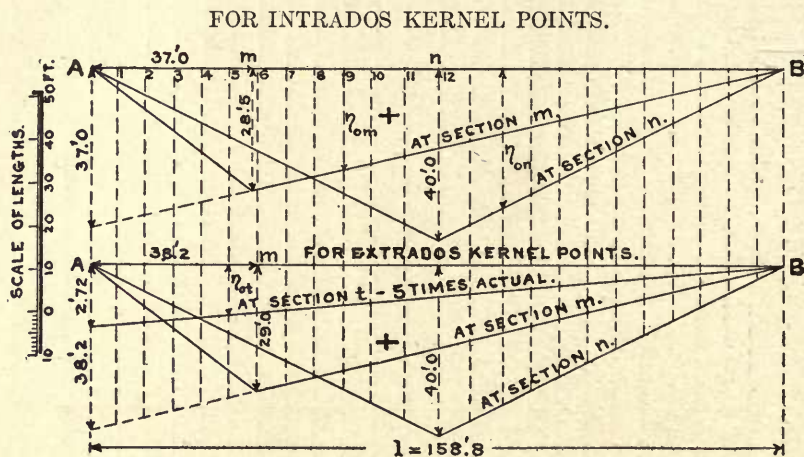 FOR INTRADOS KERNEL POINTS.
37.'0 m n
A 1 2 3 4 5 6 7 8 9 10 11 12 B
50 FT.
40
30
20
10
0
10
SCALE OF LENGTHS.
37.'0
28.'5
ηom
+
AT SECTION m.
40.'0
ηon
AT SECTION n.
38.'2 m
FOR EXTRADOS KERNEL POINTS.
A B
2.'72
ηot
AT SECTION t - 5 TIMES ACTUAL.
38.'2
29.'0
AT SECTION m.
+
40.'0
AT SECTION n.
l = 158.'8